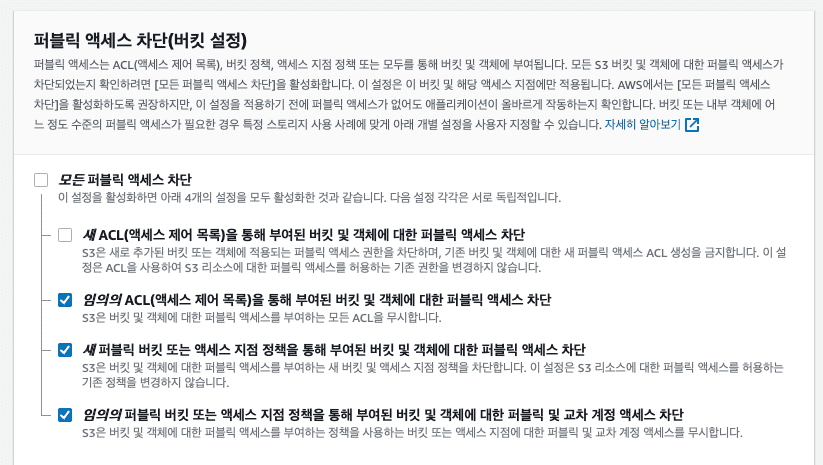 퍼블릭 액세스 차단(버킷 설정)
퍼블릭 액세스는 ACL(액세스 제어 목록), 버킷 정책, 액세스 지점 정책 또는 모두를 통해 버킷 및 객체에 부여됩니다. 모든 S3 버킷 및 객체에 대한 퍼블릭 액세스가
차단되었는지 확인하려면 [모든 퍼블릭 액세스 차단]을 활성화합니다. 이 설정은 이 버킷 및 해당 액세스 지점에만 적용됩니다. AWS에서는 [모든 퍼블릭 액세스
차단]을 활성화하도록 권장하지만, 이 설정을 적용하기 전에 퍼블릭 액세스가 없어도 애플리케이션이 올바르게 작동하는지 확인합니다. 버킷 또는 내부 객체에 어
느 정도 수준의 퍼블릭 액세스가 필요한 경우 특정 스토리지 사용 사례에 맞게 아래 개별 설정을 사용자 지정할 수 있습니다. 자세히 알아보기
모든 퍼블릭 액세스 차단
이 설정을 활성화하면 아래 4개의 설정을 모두 활성화한 것과 같습니다. 다음 설정 각각은 서로 독립적입니다.
새 ACL(액세스 제어 목록)을 통해 부여된 버킷 및 객체에 대한 퍼블릭 액세스 차단
S3은 새로 추가된 버킷 또는 객체에 적용되는 퍼블릭 액세스 권한을 차단하며, 기존 버킷 및 객체에 대한 새 퍼블릭 액세스 ACL 생성을 금지합니다. 이 설
정은 ACL을 사용하여 S3 리소스에 대한 퍼블릭 액세스를 허용하는 기존 권한을 변경하지 않습니다.
임의의 ACL(액세스 제어 목록)을 통해 부여된 버킷 및 객체에 대한 퍼블릭 액세스 차단
S3은 버킷 및 객체에 대한 퍼블릭 액세스를 부여하는 모든 ACL을 무시합니다.
새 퍼블릭 버킷 또는 액세스 지점 정책을 통해 부여된 버킷 및 객체에 대한 퍼블릭 액세스 차단
S3은 버킷 및 객체에 대한 퍼블릭 액세스를 부여하는 새 버킷 및 액세스 지점 정책을 차단합니다. 이 설정은 S3 리소스에 대한 퍼블릭 액세스를 허용하는
기존 정책을 변경하지 않습니다.
임의의 퍼블릭 버킷 또는 액세스 지점 정책을 통해 부여된 버킷 및 객체에 대한 퍼블릭 및 교차 계정 액세스 차단
S3은 버킷 및 객체에 대한 퍼블릭 액세스를 부여하는 정책을 사용하는 버킷 또는 액세스 지점에 대한 퍼블릭 및 교차 계정 액세스를 무시합니다.